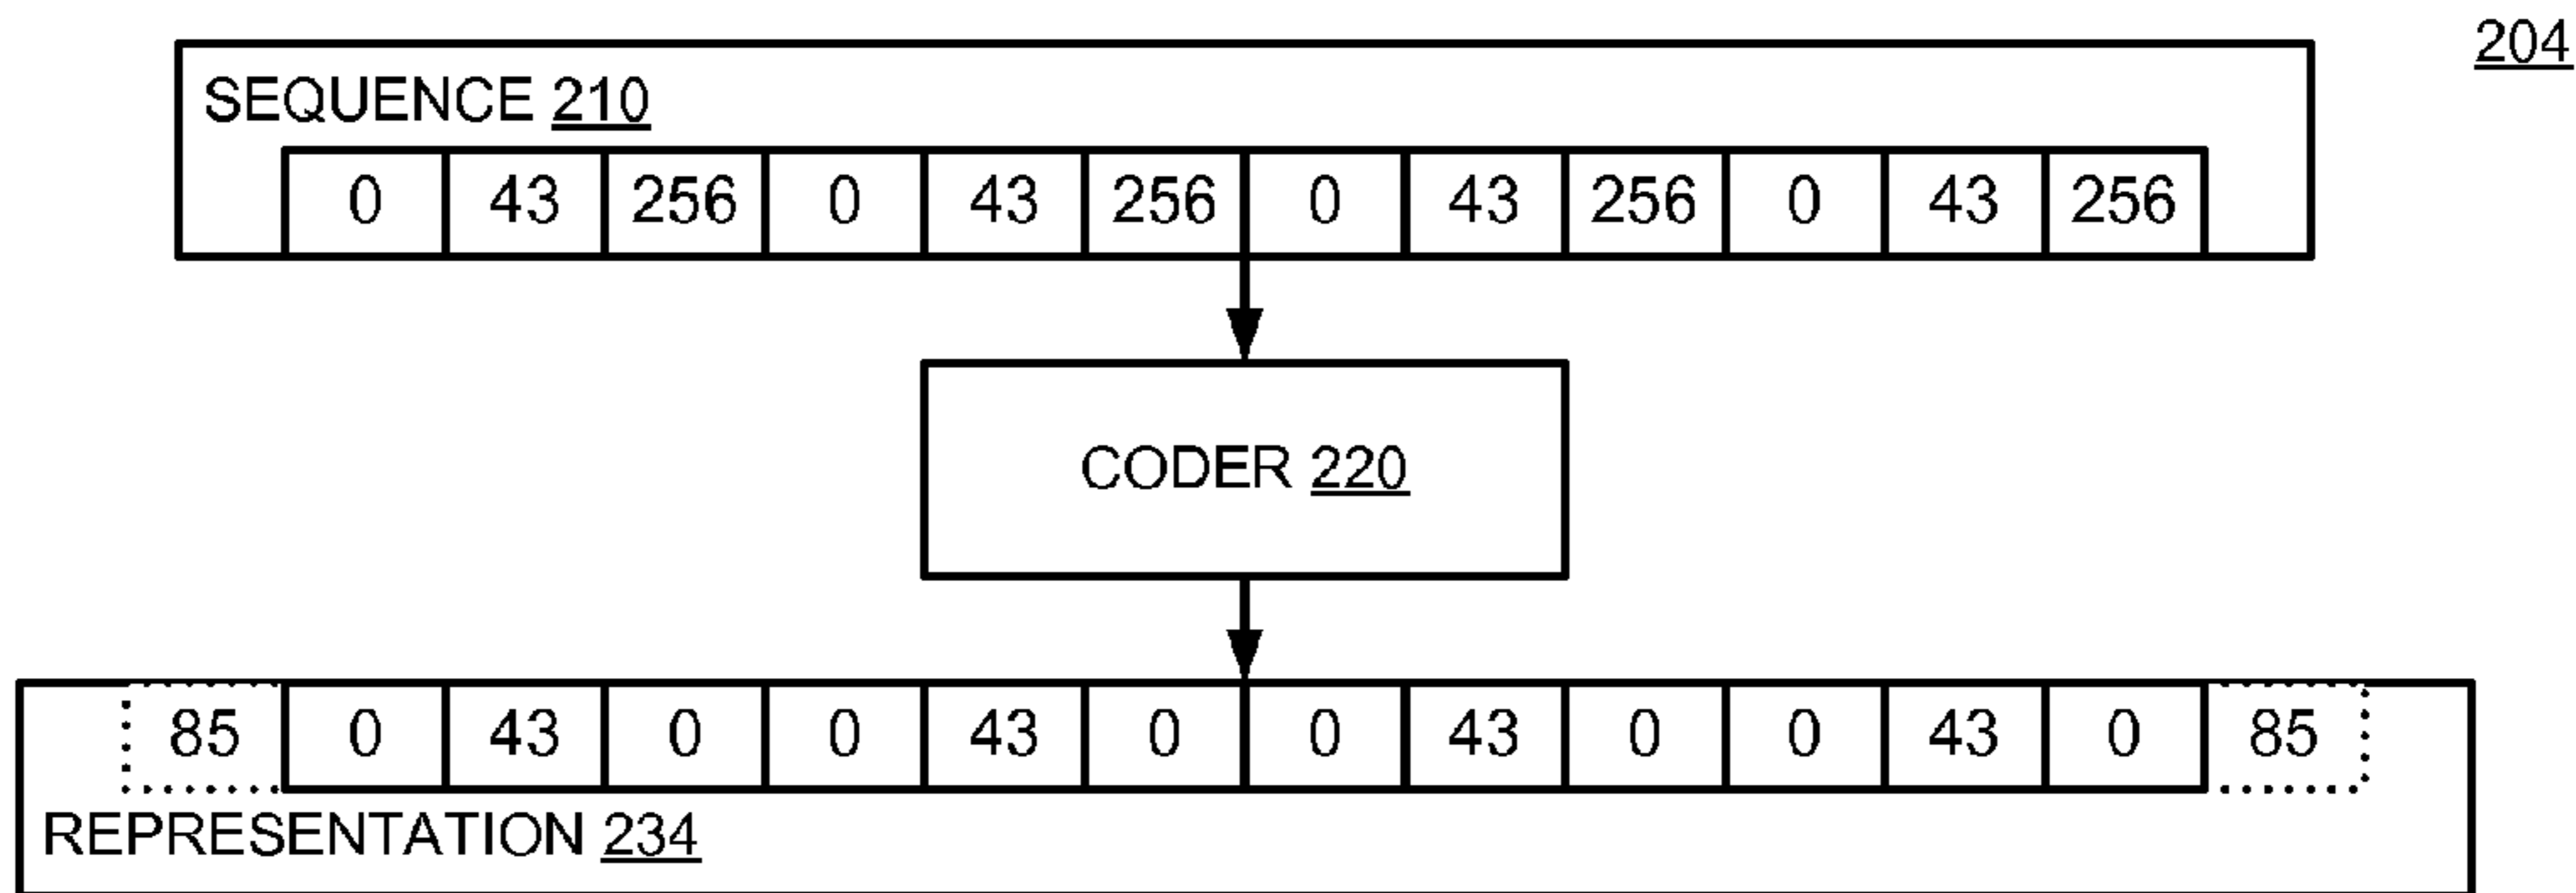 204
SEQUENCE 210
0 43 256 0 43 256 0 43 256 0 43 256
CODER 220
85 0 43 0 0 43 0 0 43 0 0 43 0 85
REPRESENTATION 234